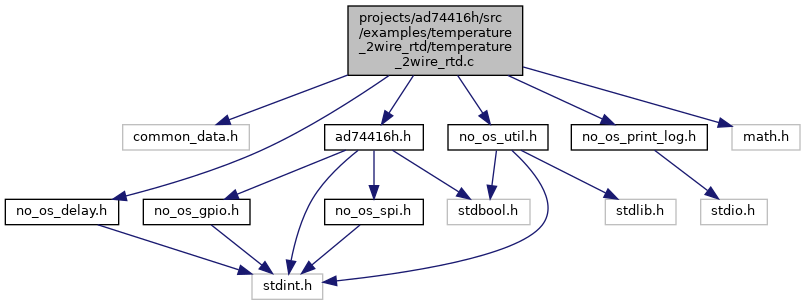 projects/ad74416h/src
/examples/temperature
_2wire_rtd/temperature
_2wire_rtd.c
common_data.h
ad74416h.h
no_os_util.h
no_os_print_log.h
math.h
no_os_delay.h
no_os_gpio.h
no_os_spi.h
stdbool.h
stdlib.h
stdio.h
stdint.h